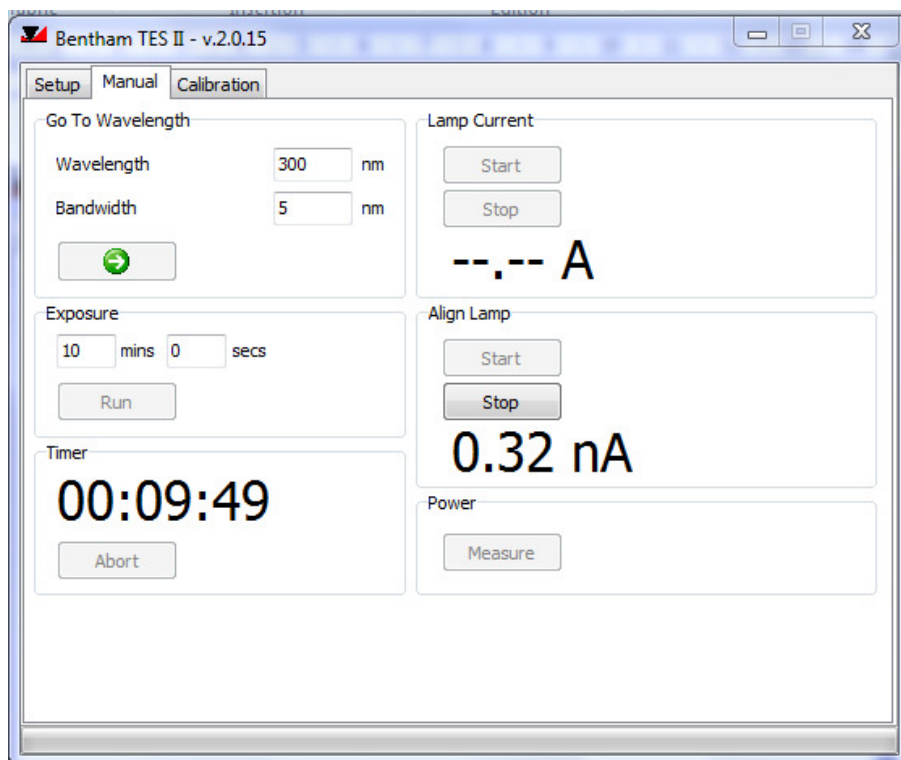 Insertion Edition
Bentham TES II - v.2.0.15
Setup Manual Calibration
Go To Wavelength
Wavelength 300 nm
Bandwidth 5 nm
Exposure
10 mins 0 secs
Run
Timer
00:09:49
Abort
Lamp Current
Start
Stop
--.-- A
Align Lamp
Start
Stop
0.32 nA
Power
Measure